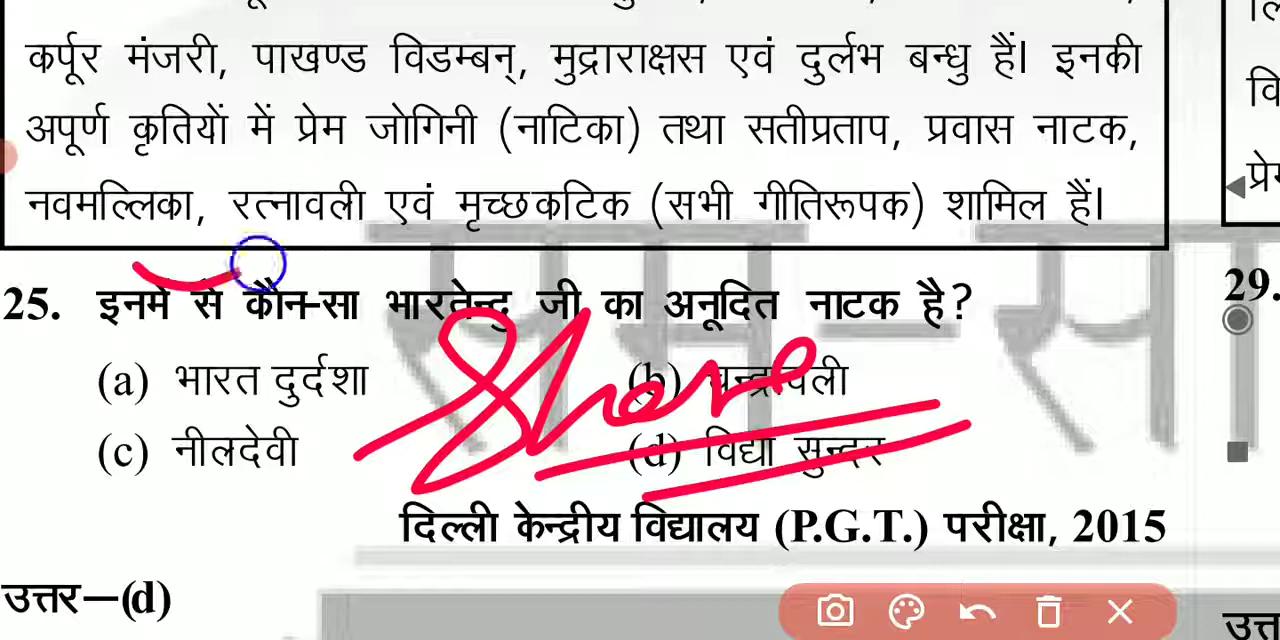 कर्पूर मंजरी, पाखण्ड विडम्बन्, मुद्राराक्षस एवं दुर्लभ बन्धु हैं। इनकी
अपूर्ण कृतियों में प्रेम जोगिनी (नाटिका) तथा सतीप्रताप, प्रवास नाटक,
नवमल्लिका, रत्नावली एवं मृच्छकटिक (सभी गीतिरूपक) शामिल हैं।
25. इनमें से कौन-सा भारतेन्दु जी का अनूदित नाटक है?
(a) भारत दुर्दशा (b) चन्द्रावली
(c) नीलदेवी (d) विद्या सुन्दर
Share
दिल्ली केन्द्रीय विद्यालय (P.G.T.) परीक्षा, 2015
उत्तर—(d)
29.